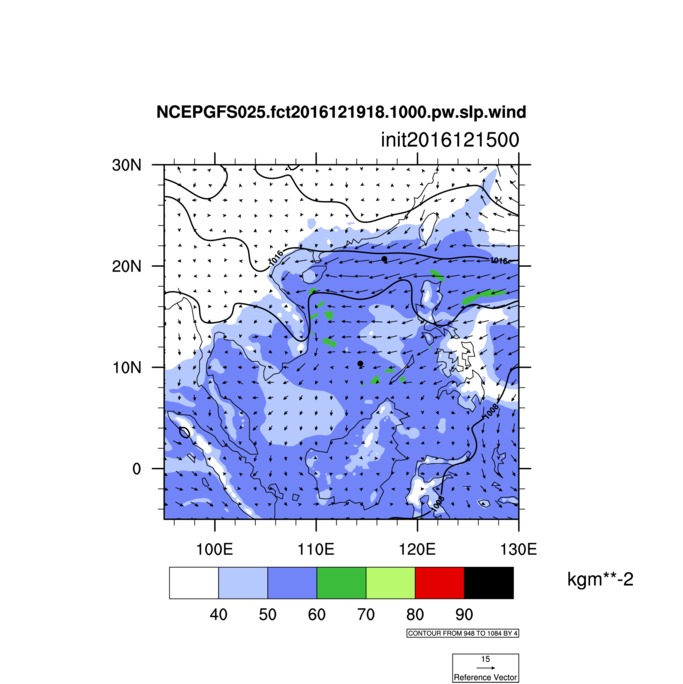 NCEPGFS025.fct2016121918.1000.pw.slp.wind
init2016121500
30N
20N
10N
0
1016
1016
1008
1008
100E 110E 120E 130E
kgm**-2
40 50 60 70 80 90
CONTOUR FROM 948 TO 1084 BY 4
15
Reference Vector